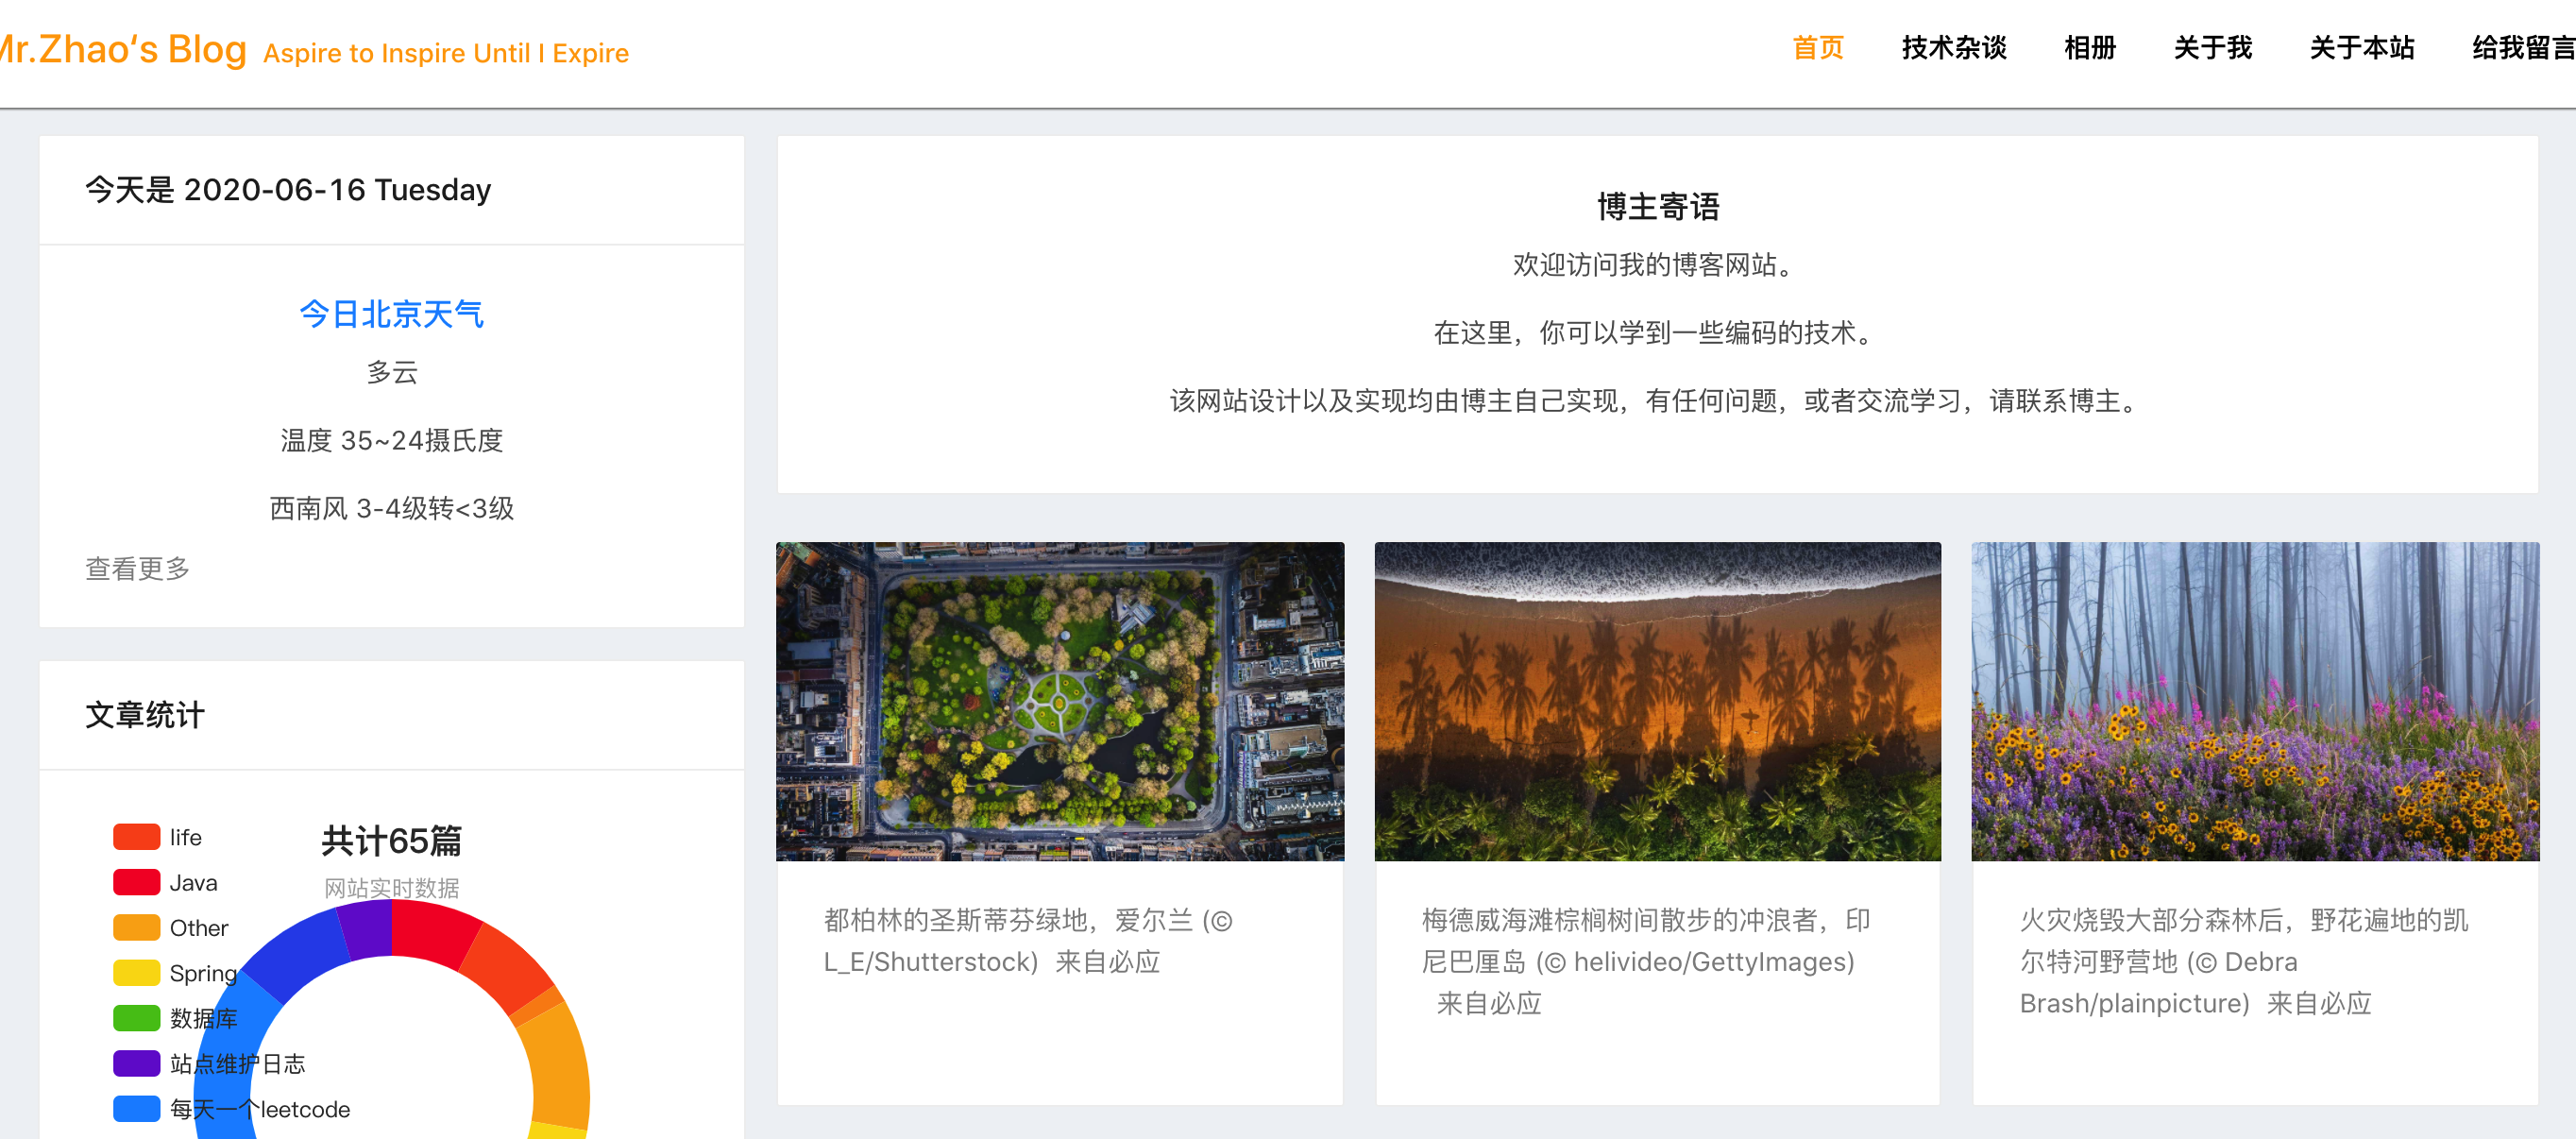 Mr.Zhao‘s Blog Aspire to Inspire Until I Expire
首页 技术杂谈 相册 关于我 关于本站 给我留言
今天是 2020-06-16 Tuesday
今日北京天气
多云
温度 35~24摄氏度
西南风 3-4级转<3级
查看更多
文章统计
共计65篇
网站实时数据
life
Java
Other
Spring
数据库
站点维护日志
每天一个leetcode
博主寄语
欢迎访问我的博客网站。
在这里，你可以学到一些编码的技术。
该网站设计以及实现均由博主自己实现，有任何问题，或者交流学习，请联系博主。
都柏林的圣斯蒂芬绿地，爱尔兰 (©
L_E/Shutterstock) 来自必应
梅德威海滩棕榈树间散步的冲浪者，印
尼巴厘岛 (© helivideo/GettyImages)
来自必应
火灾烧毁大部分森林后，野花遍地的凯
尔特河野营地 (© Debra
Brash/plainpicture) 来自必应